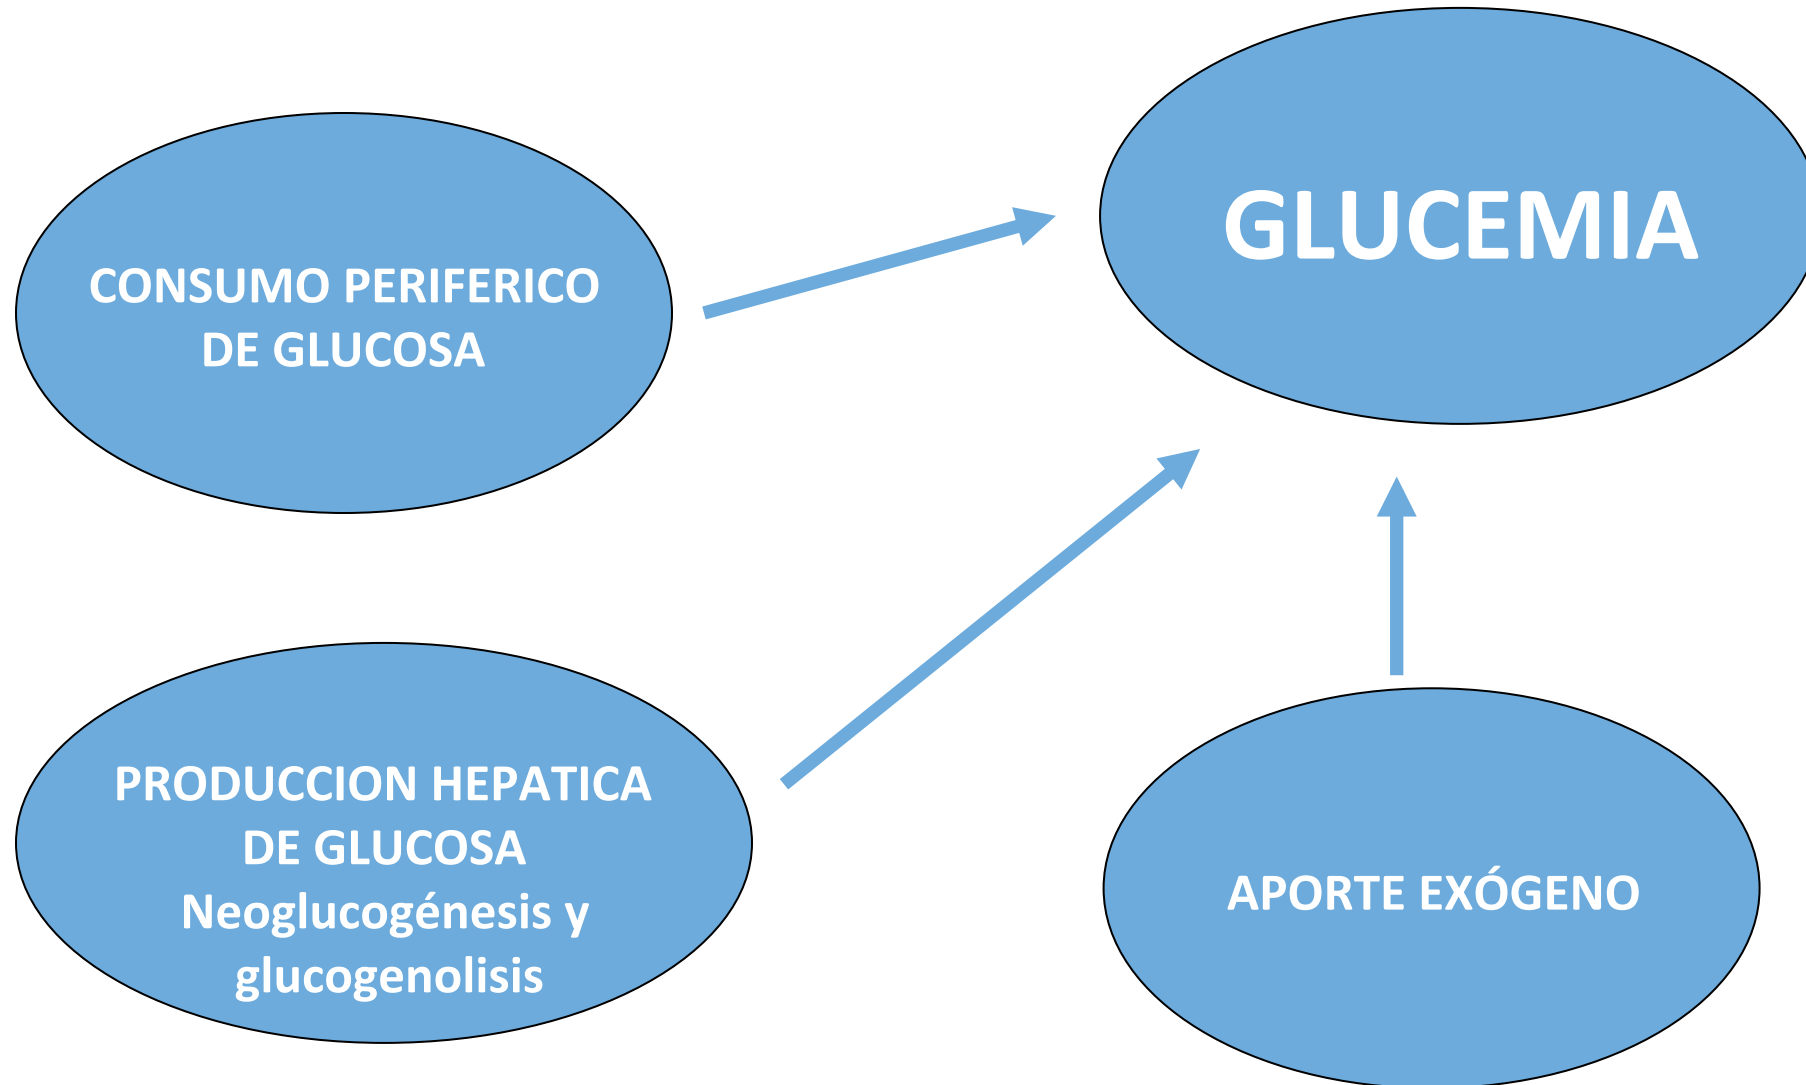 GLUCEMIA
CONSUMO PERIFERICO
DE GLUCOSA
PRODUCCION HEPATICA
DE GLUCOSA
Neoglucogénesis y
glucogenolisis
APORTE EXÓGENO